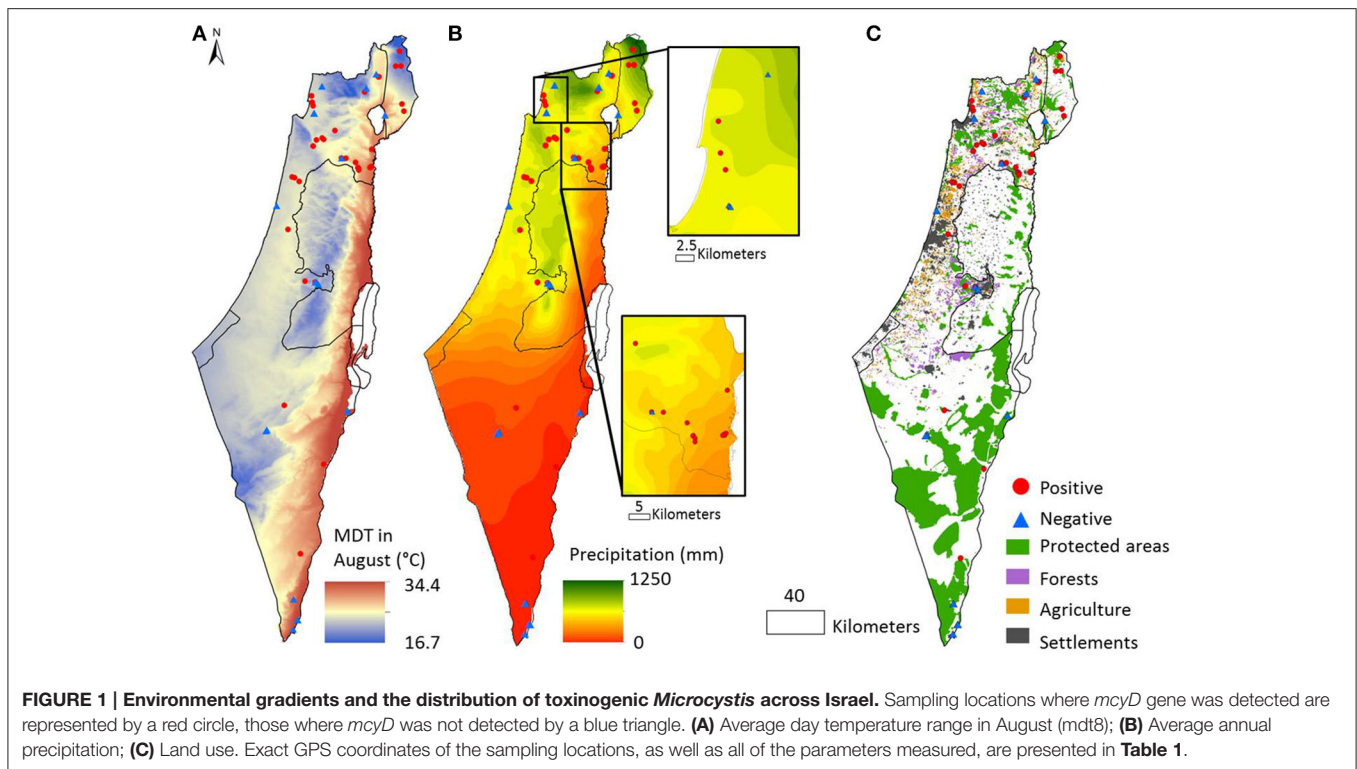 A
N
B
C
2.5
Kilometers
5
Kilometers
MDT in
August (°C)
34.4
16.7
Precipitation (mm)
1250
0
40
Kilometers
Positive
Negative
Protected areas
Forests
Agriculture
Settlements
FIGURE 1 | Environmental gradients and the distribution of toxinogenic Microcystis across Israel. Sampling locations where mcyD gene was detected are
represented by a red circle, those where mcyD was not detected by a blue triangle. (A) Average day temperature range in August (mdt8); (B) Average annual
precipitation; (C) Land use. Exact GPS coordinates of the sampling locations, as well as all of the parameters measured, are presented in Table 1.